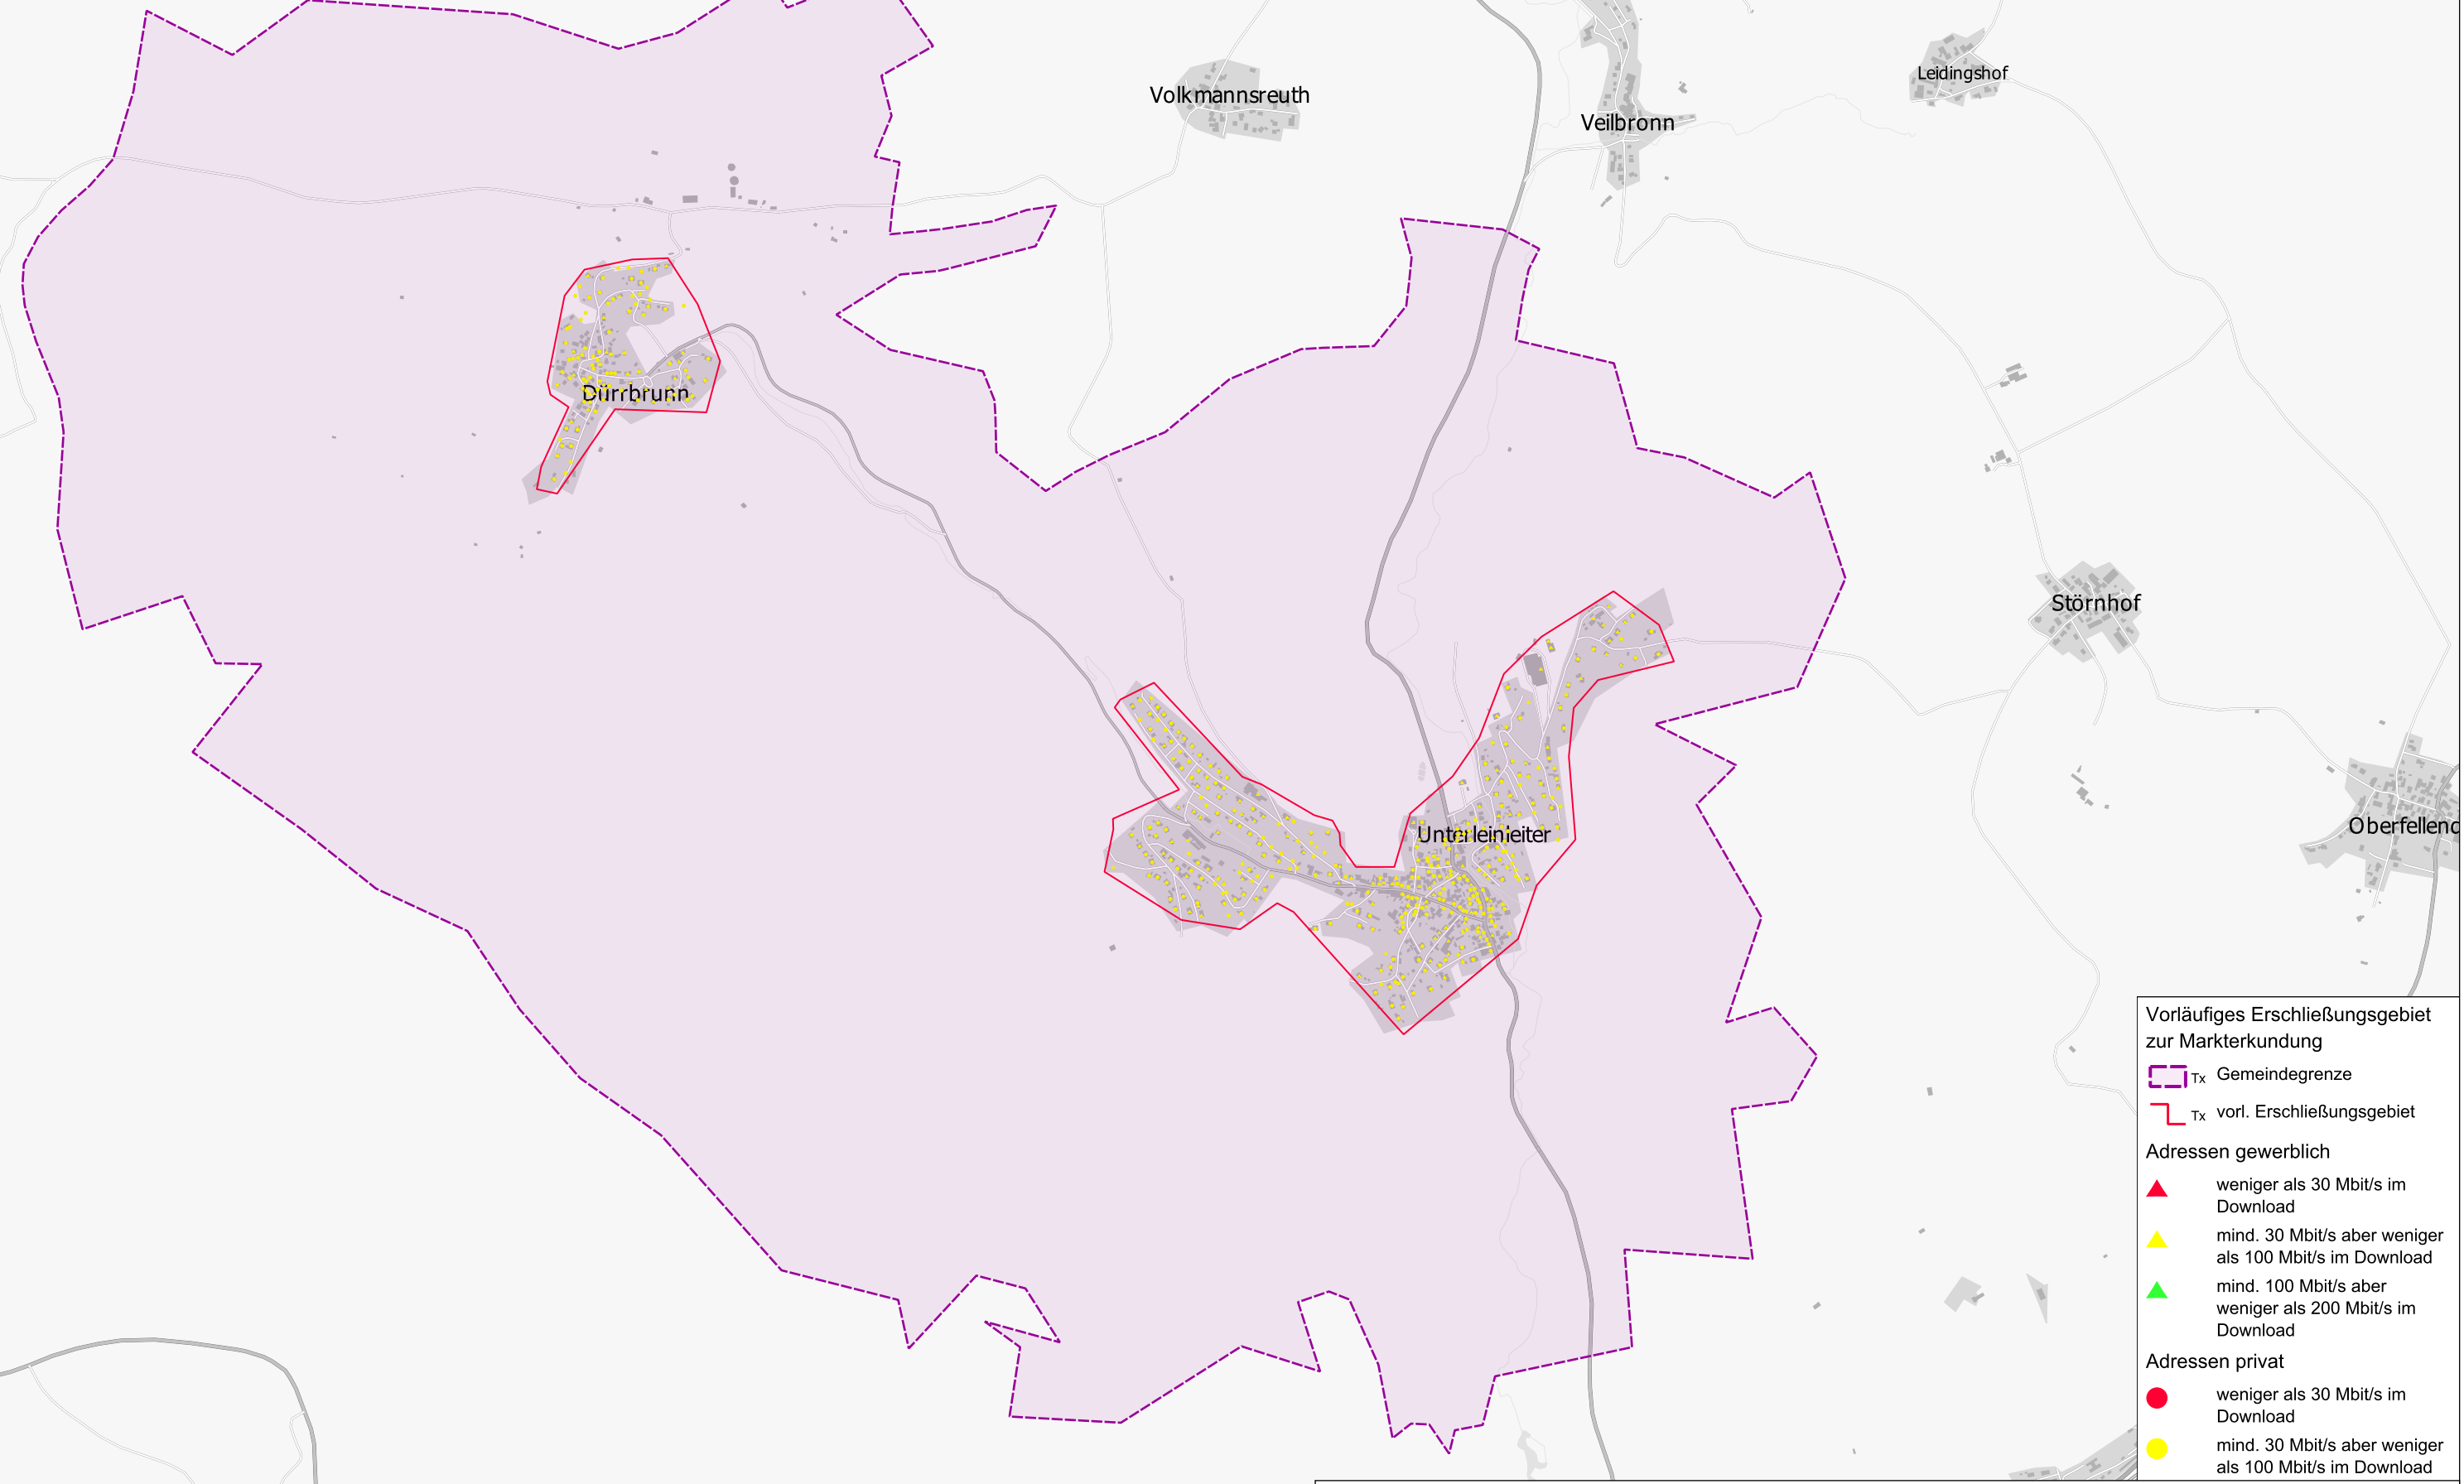 Leidingshof
Volkmannsreuth
Veilbronn
Dürrbrunn
Störnhof
Unterleinleiter
Oberfellend
Vorläufiges Erschließungsgebiet
zur Markterkundung
Tx Gemeindegrenze
Tx vorl. Erschließungsgebiet
Adressen gewerblich
weniger als 30 Mbit/s im
Download
mind. 30 Mbit/s aber weniger
als 100 Mbit/s im Download
mind. 100 Mbit/s aber
weniger als 200 Mbit/s im
Download
Adressen privat
weniger als 30 Mbit/s im
Download
mind. 30 Mbit/s aber weniger
als 100 Mbit/s im Download